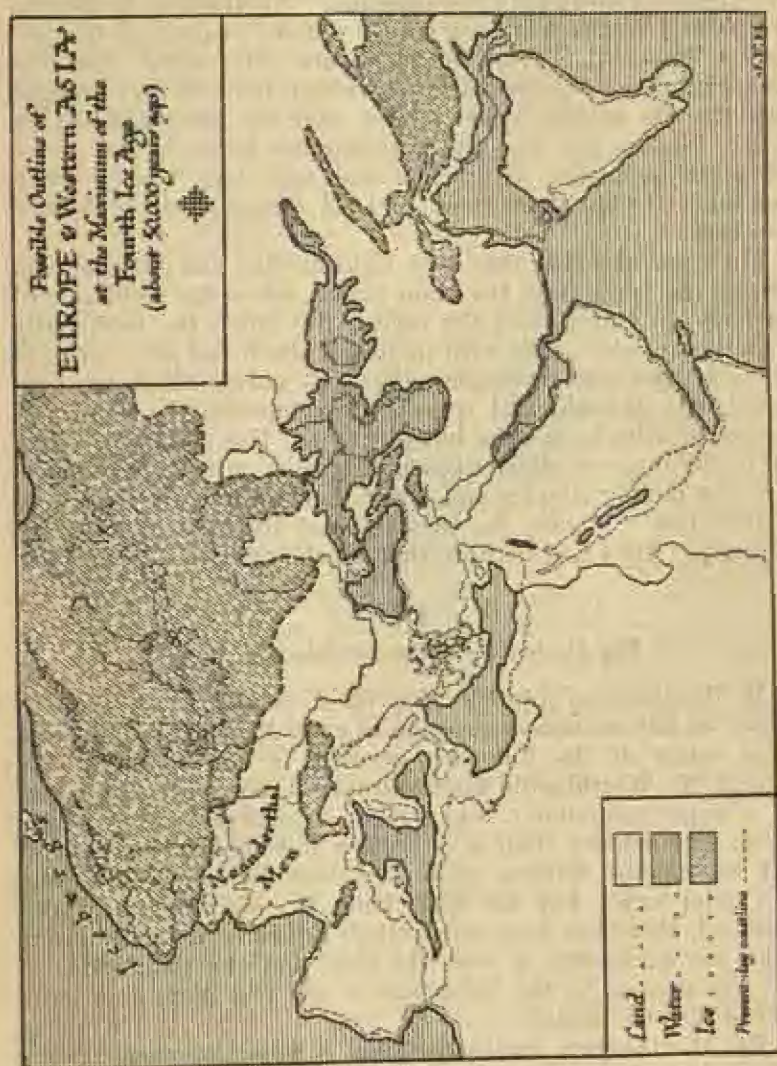 Possible Outline of
EUROPE & Western ASIA
at the Maximum of the
Fourth Ice Age
(about 50,000 years ago)
Neanderthal
Men
Land
Water
Ice
Present-day coastline